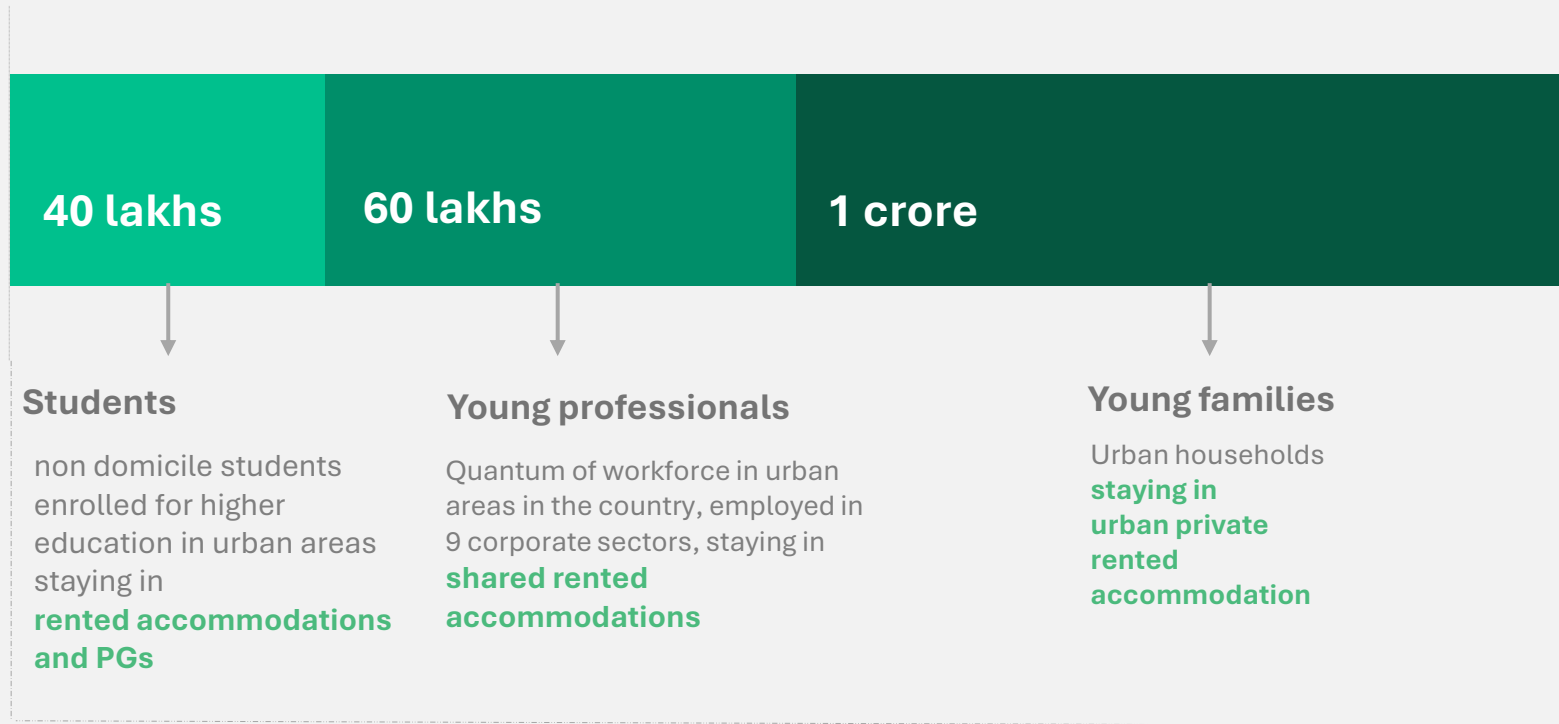 40 lakhs
60 lakhs
1 crore
Students
non domicile students
enrolled for higher
education in urban areas
staying in
rented accommodations
and PGs
Young professionals
Quantum of workforce in urban
areas in the country, employed in
9 corporate sectors, staying in
shared rented
accommodations
Young families
Urban households
staying in
urban private
rented
accommodation